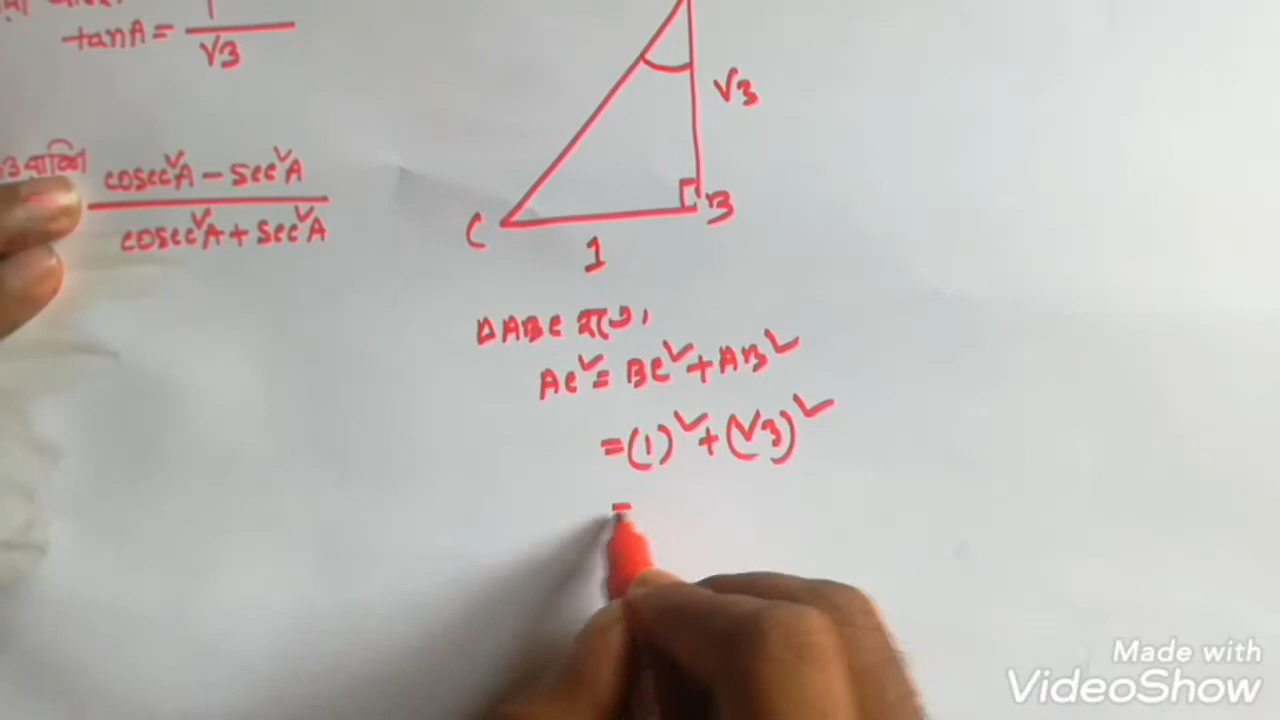 tanA = 1/√3
√3
cosec²A - sec²A
cosec²A + sec²A
C
B
1
ΔABC হতে,
AC² = BC² + AB²
= (1)² + (√3)²
=
Made with
VideoShow